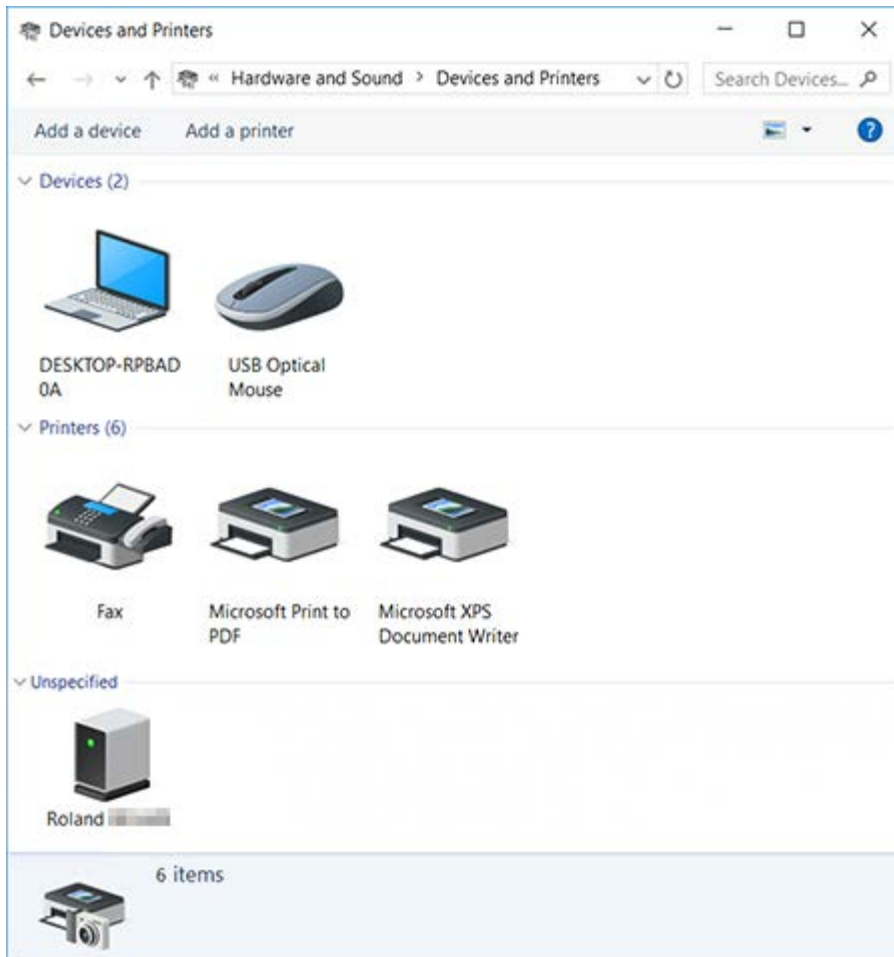 Devices and Printers
« Hardware and Sound > Devices and Printers
Search Devices...
Add a device Add a printer
?
Devices (2)
DESKTOP-RPBAD
0A
USB Optical
Mouse
Printers (6)
Fax
Microsoft Print to
PDF
Microsoft XPS
Document Writer
Unspecified
Roland
6 items